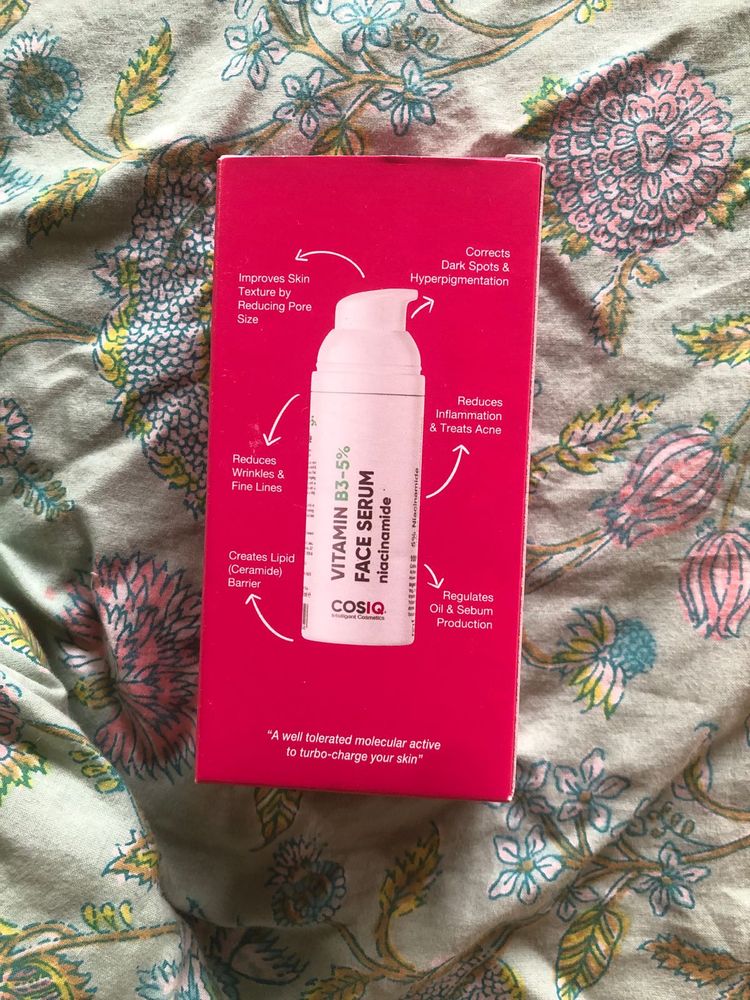 Improves Skin
Texture by
Reducing Pore
Size
Corrects
Dark Spots &
Hyperpigmentation
Reduces
Wrinkles &
Fine Lines
Reduces
Inflammation
& Treats Acne
Creates Lipid
(Ceramide)
Barrier
Regulates
Oil & Sebum
Production
VITAMIN B3-5%
FACE SERUM
niacinamide
COSIQ
Intelligent Cosmetics
5% Niacinamide
"A well tolerated molecular active
to turbo-charge your skin"